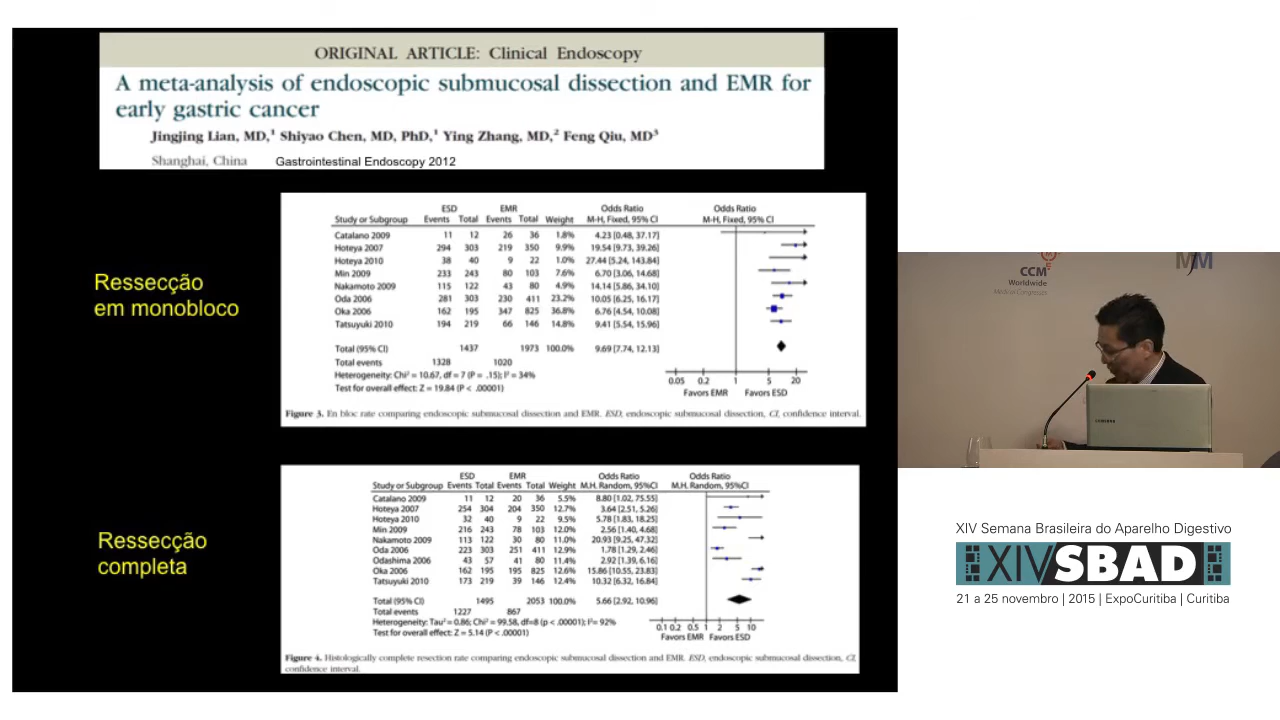 ORIGINAL ARTICLE: Clinical Endoscopy
A meta-analysis of endoscopic submucosal dissection and EMR for
early gastric cancer
Jingjing Lian, MD,¹ Shiyao Chen, MD, PhD,¹ Ying Zhang, MD,² Feng Qiu, MD³
Shanghai, China Gastrointestinal Endoscopy 2012
Ressecção
em monobloco
ESD EMR Odds Ratio Odds Ratio
Study or Subgroup Events Total Events Total Weight M-H, Fixed, 95% CI M-H, Fixed, 95% CI
Catalano 2009 11 12 26 36 1.8% 4.23 [0.48, 37.17]
Hoteya 2007 294 303 219 350 9.9% 19.54 [9.73, 39.26]
Hoteya 2010 38 40 9 22 1.0% 27.44 [5.24, 143.84]
Min 2009 233 243 80 103 7.6% 6.70 [3.06, 14.68]
Nakamoto 2009 115 122 43 80 4.9% 14.14 [5.86, 34.10]
Oda 2006 281 303 230 411 23.2% 10.05 [6.25, 16.17]
Oka 2006 162 195 347 825 36.8% 6.76 [4.54, 10.08]
Tatsuyuki 2010 194 219 66 146 14.8% 9.41 [5.54, 15.96]
Total (95% CI) 1437 1973 100.0% 9.69 [7.74, 12.13]
Total events 1328 1020
Heterogeneity: Chi² = 10.67, df = 7 (P = .15); I² = 34%
Test for overall effect: Z = 19.84 (P < .00001)
0.05 0.2 1 5 20
Favors EMR Favors ESD
Figure 3. En bloc rate comparing endoscopic submucosal dissection and EMR. ESD, endoscopic submucosal dissection, CI, confidence interval.
Ressecção
completa
ESD EMR Odds Ratio Odds Ratio
Study or Subgroup Events Total Events Total Weight M.H. Random, 95%CI M.H. Random, 95%CI
Catalano 2009 11 12 20 36 5.5% 8.80 [1.02, 75.55]
Hoteya 2007 254 304 204 350 12.7% 3.64 [2.51, 5.26]
Hoteya 2010 32 40 9 22 9.5% 5.78 [1.83, 18.25]
Min 2009 216 243 78 103 12.0% 2.56 [1.40, 4.68]
Nakamoto 2009 113 122 30 80 11.0% 20.93 [9.25, 47.32]
Oda 2006 223 303 251 411 12.9% 1.78 [1.29, 2.46]
Odashima 2006 43 57 41 80 11.4% 2.92 [1.39, 6.16]
Oka 2006 162 195 195 825 12.6% 15.86 [10.55, 23.83]
Tatsuyuki 2010 173 219 39 146 12.4% 10.32 [6.32, 16.84]
Total (95% CI) 1495 2053 100.0% 5.66 [2.92, 10.96]
Total events 1227 867
Heterogeneity: Tau² = 0.86; Chi² = 99.58, df=8 (p < .00001); I²= 92%
Test for overall effect: Z = 5.14 (P < .00001)
0.1 0.2 0.5 1 2 5 10
Favors EMR Favors ESD
Figure 4. Histologically complete resection rate comparing endoscopic submucosal dissection and EMR. ESD, endoscopic submucosal dissection, CI,
confidence interval.
CCM
Worldwide
Medical Congresses
MM
SAMSUNG
XIV Semana Brasileira do Aparelho Digestivo
XIV SBAD
21 a 25 novembro | 2015 | ExpoCuritiba | Curitiba